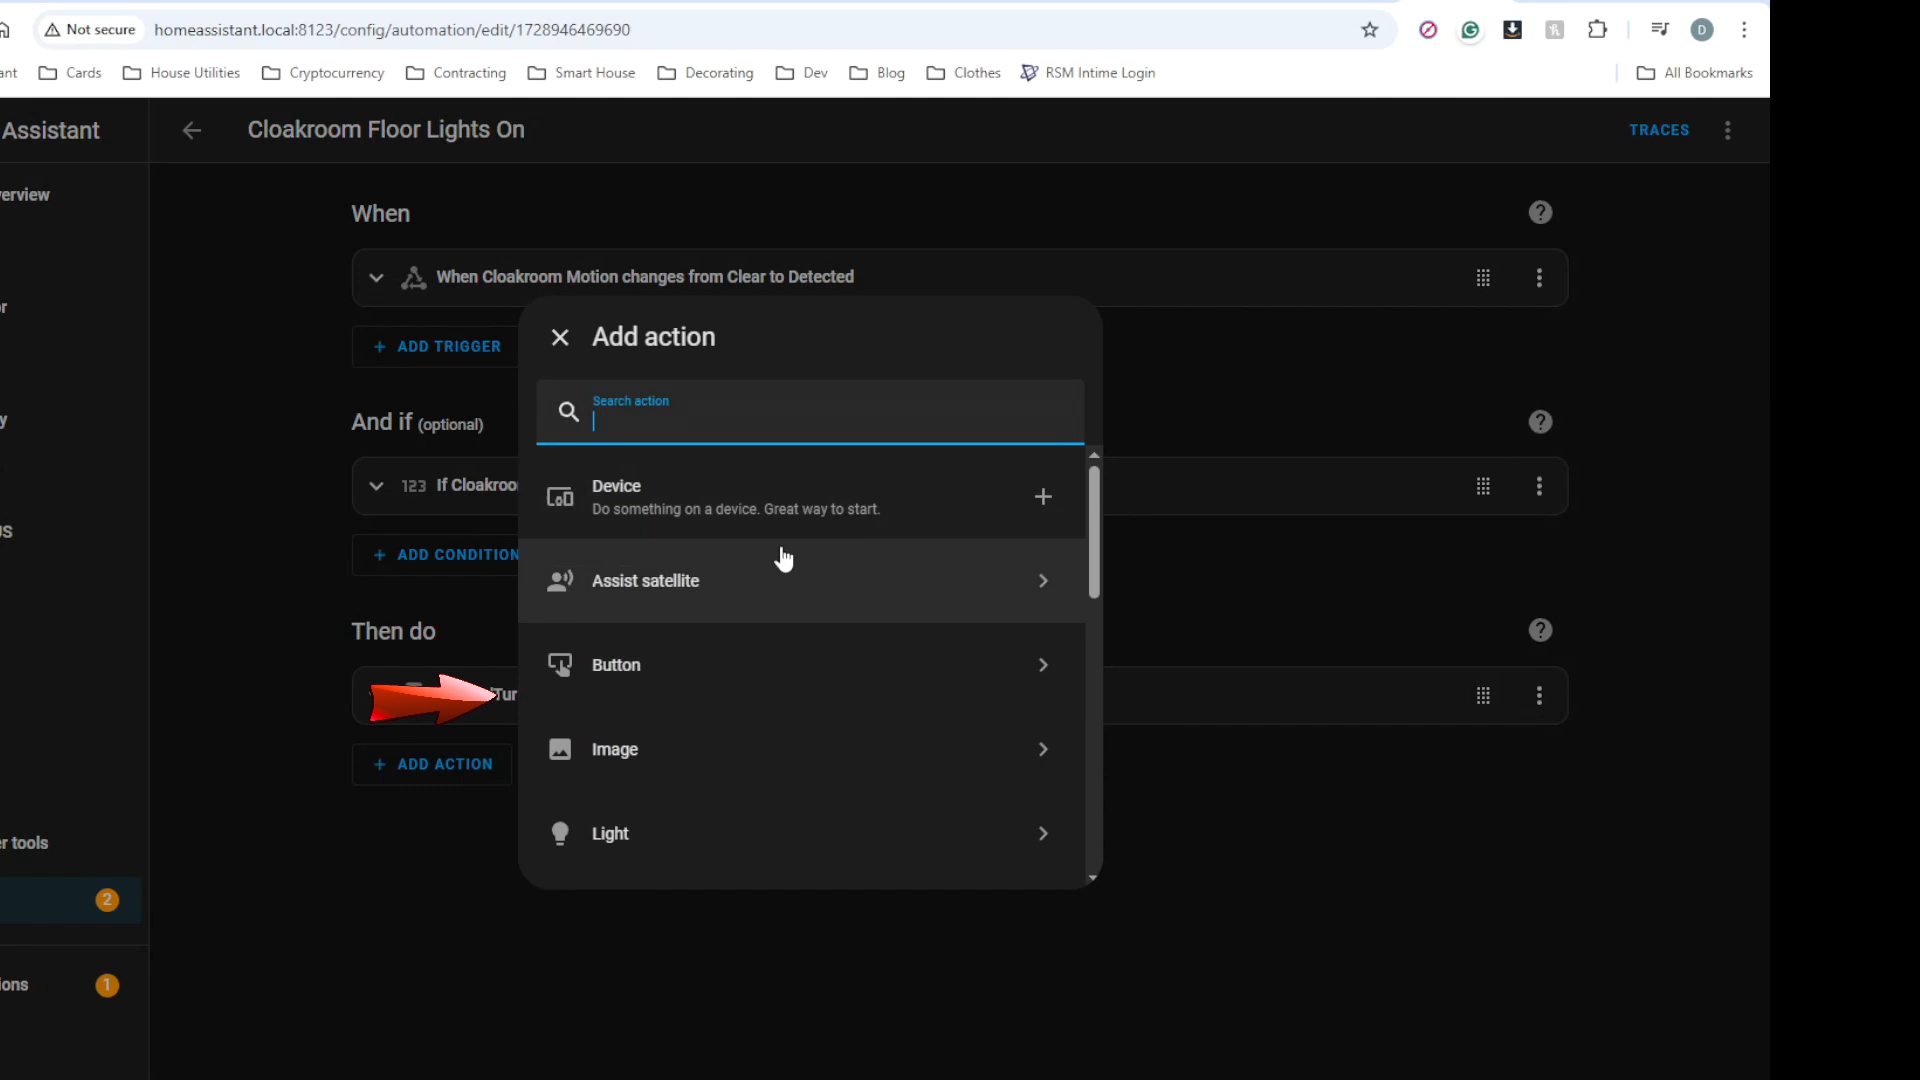 Not secure
homeassistant.local:8123/config/automation/edit/1728946469690
D
ant
Cards
House Utilities
Cryptocurrency
Contracting
Smart House
Decorating
Dev
Blog
Clothes
RSM Intime Login
All Bookmarks
Assistant
Cloakroom Floor Lights On
TRACES
verview
When
?
When Cloakroom Motion changes from Clear to Detected
Add action
+ ADD TRIGGER
Search action
And if (optional)
?
Device
Do something on a device. Great way to start.
123 If Cloakroo
+ ADD CONDITION
Assist satellite
Then do
?
Button
Tur
Image
+ ADD ACTION
Light
r tools
2
ions
1